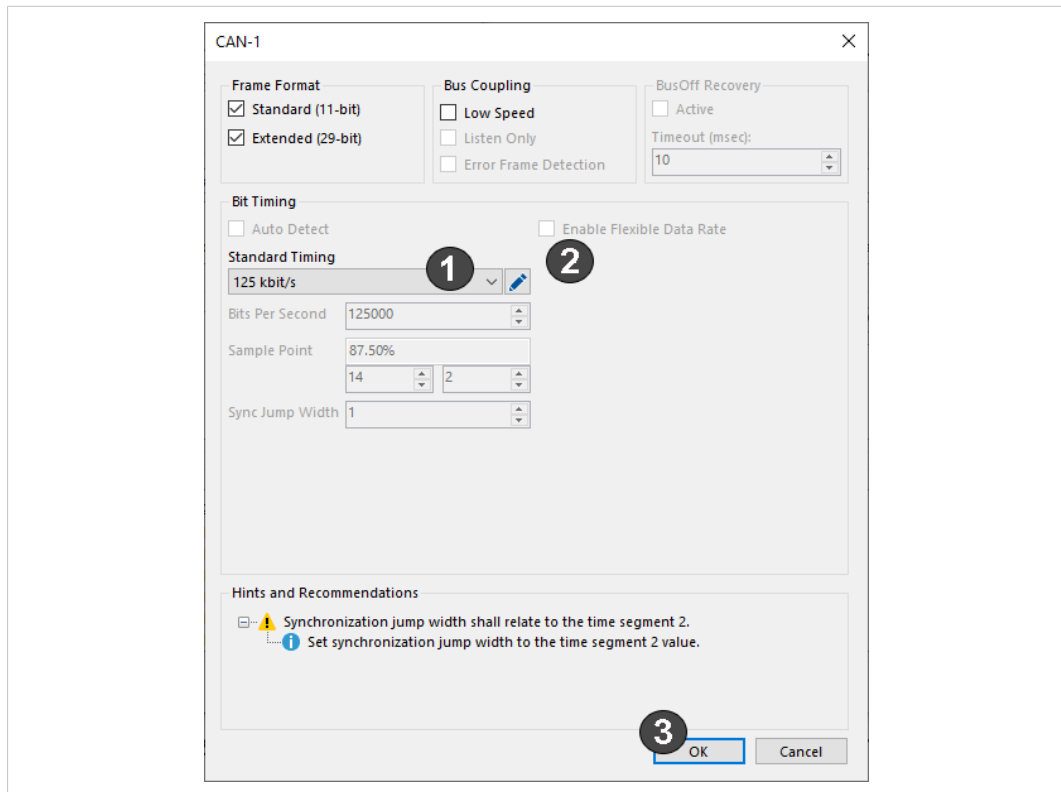 CAN-1
Frame Format
Standard (11-bit)
Extended (29-bit)
Bus Coupling
Low Speed
Listen Only
Error Frame Detection
BusOff Recovery
Active
Timeout (msec):
10
Bit Timing
Auto Detect
Enable Flexible Data Rate
Standard Timing
1
2
125 kbit/s
Bits Per Second 125000
Sample Point 87.50%
14 2
Sync Jump Width 1
Hints and Recommendations
Synchronization jump width shall relate to the time segment 2.
Set synchronization jump width to the time segment 2 value.
3
OK Cancel